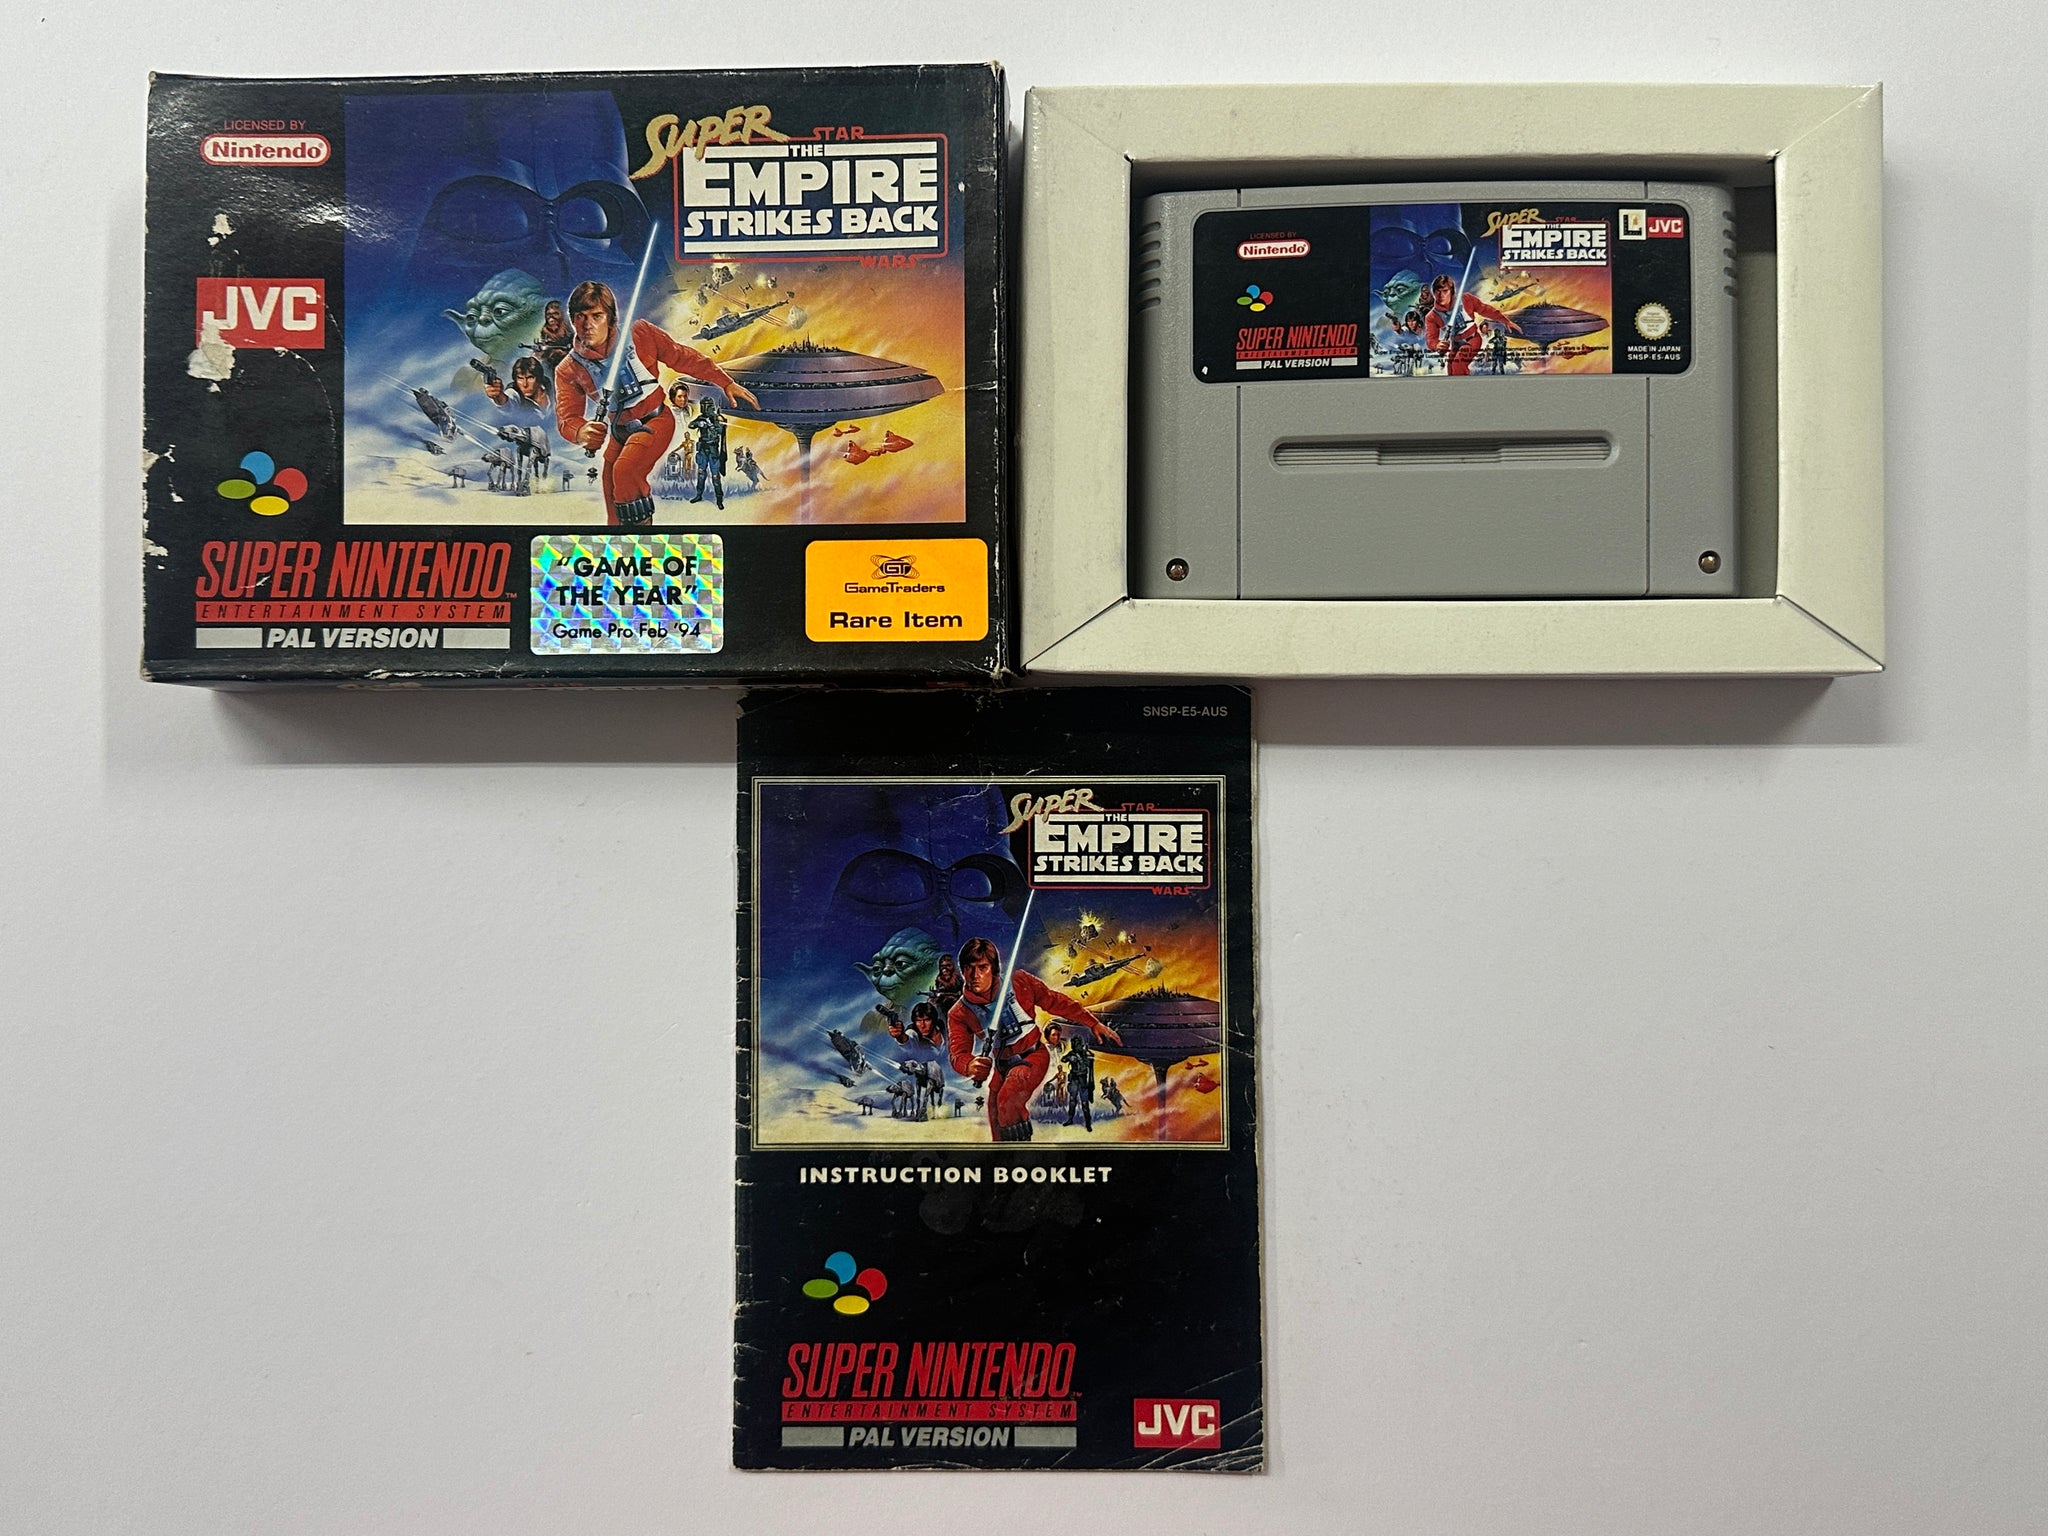 LICENSED BY
Nintendo
JVC
SUPER STAR
THE
EMPIRE
STRIKES BACK
WARS
SUPER NINTENDO
ENTERTAINMENT SYSTEM
PAL VERSION
"GAME OF
THE YEAR"
Game Pro Feb '94
GT
GameTraders
Rare Item
LICENSED BY
Nintendo
SUPER NINTENDO
ENTERTAINMENT SYSTEM
PAL VERSION
SUPER STAR
THE
EMPIRE
STRIKES BACK
JVC
MADE IN JAPAN
SNSP-E5-AUS
SNSP-E5-AUS
SUPER STAR
THE
EMPIRE
STRIKES BACK
WARS
INSTRUCTION BOOKLET
SUPER NINTENDO
ENTERTAINMENT SYSTEM
PAL VERSION
JVC